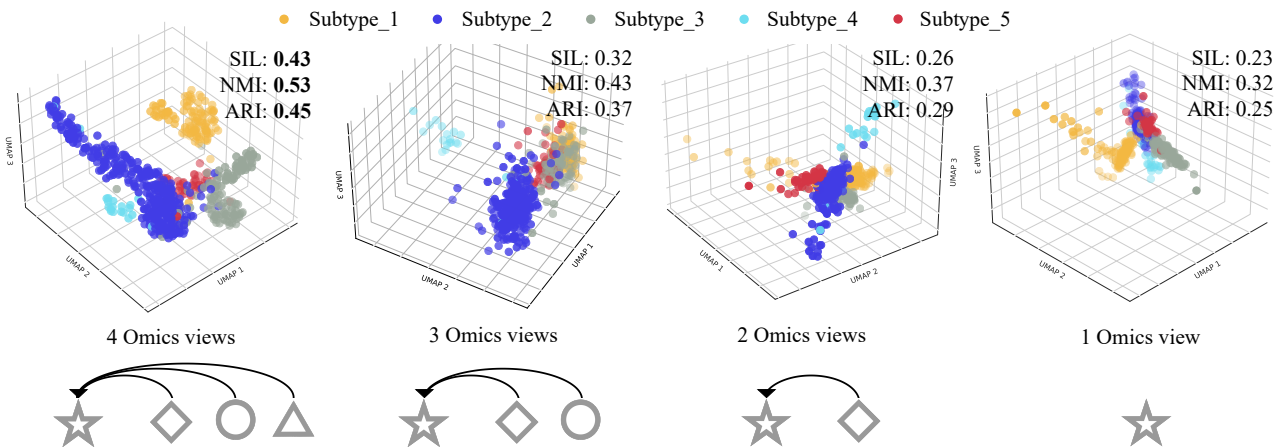 Subtype_1 Subtype_2 Subtype_3 Subtype_4 Subtype_5
SIL: 0.43
NMI: 0.53
ARI: 0.45
UMAP 3
UMAP 2
UMAP 1
4 Omics views
SIL: 0.32
NMI: 0.43
ARI: 0.37
UMAP 3
UMAP 2
UMAP 1
3 Omics views
SIL: 0.26
NMI: 0.37
ARI: 0.29
UMAP 3
UMAP 1
UMAP 2
2 Omics views
SIL: 0.23
NMI: 0.32
ARI: 0.25
UMAP 3
UMAP 2
UMAP 1
1 Omics view